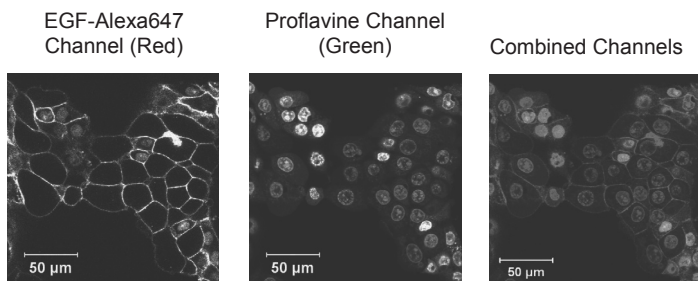 EGF-Alexa647
Channel (Red)
Proflavine Channel
(Green)
Combined Channels
50 µm
50 µm
50 µm